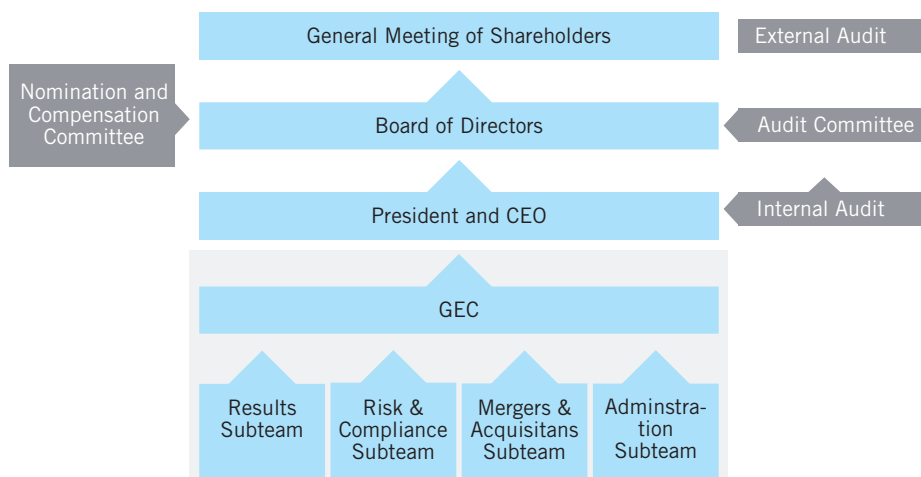 General Meeting of Shareholders
External Audit
Nomination and
Compensation
Committee
Board of Directors
Audit Committee
President and CEO
Internal Audit
GEC
Results
Subteam
Risk &
Compliance
Subteam
Mergers &
Acquisitans
Subteam
Adminstra-
tion
Subteam